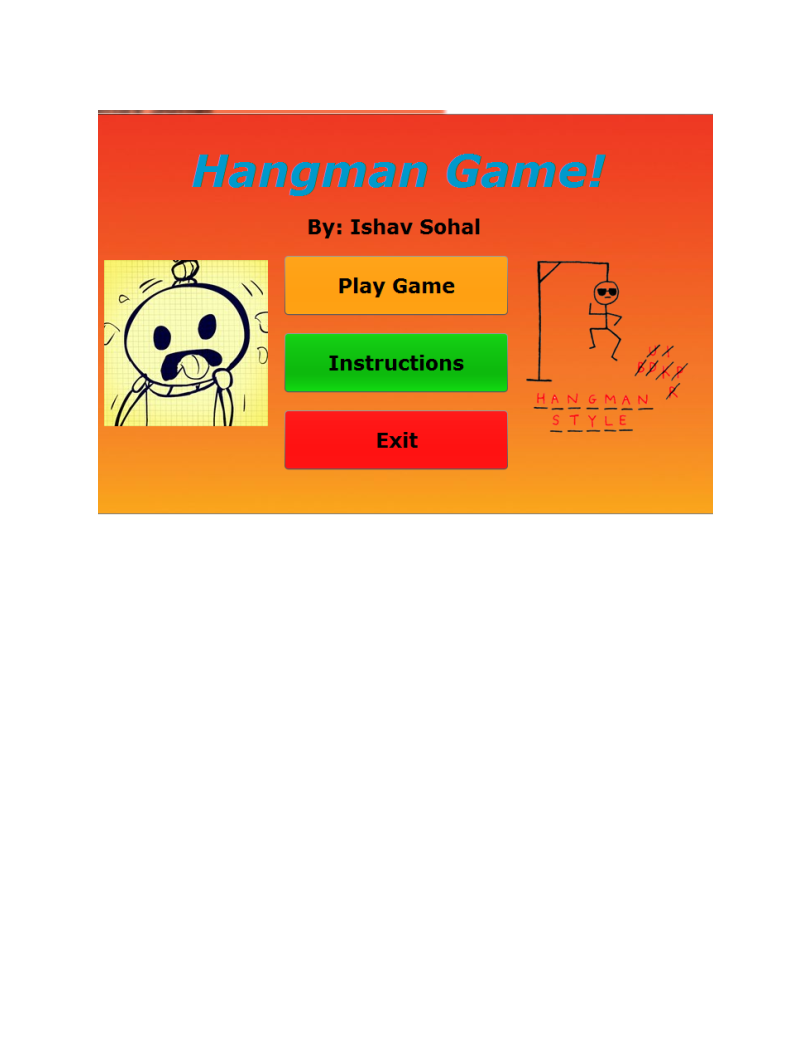 Hangman Game!
By: Ishav Sohal
Play Game
Instructions
Exit
HANGMAN
STYLE